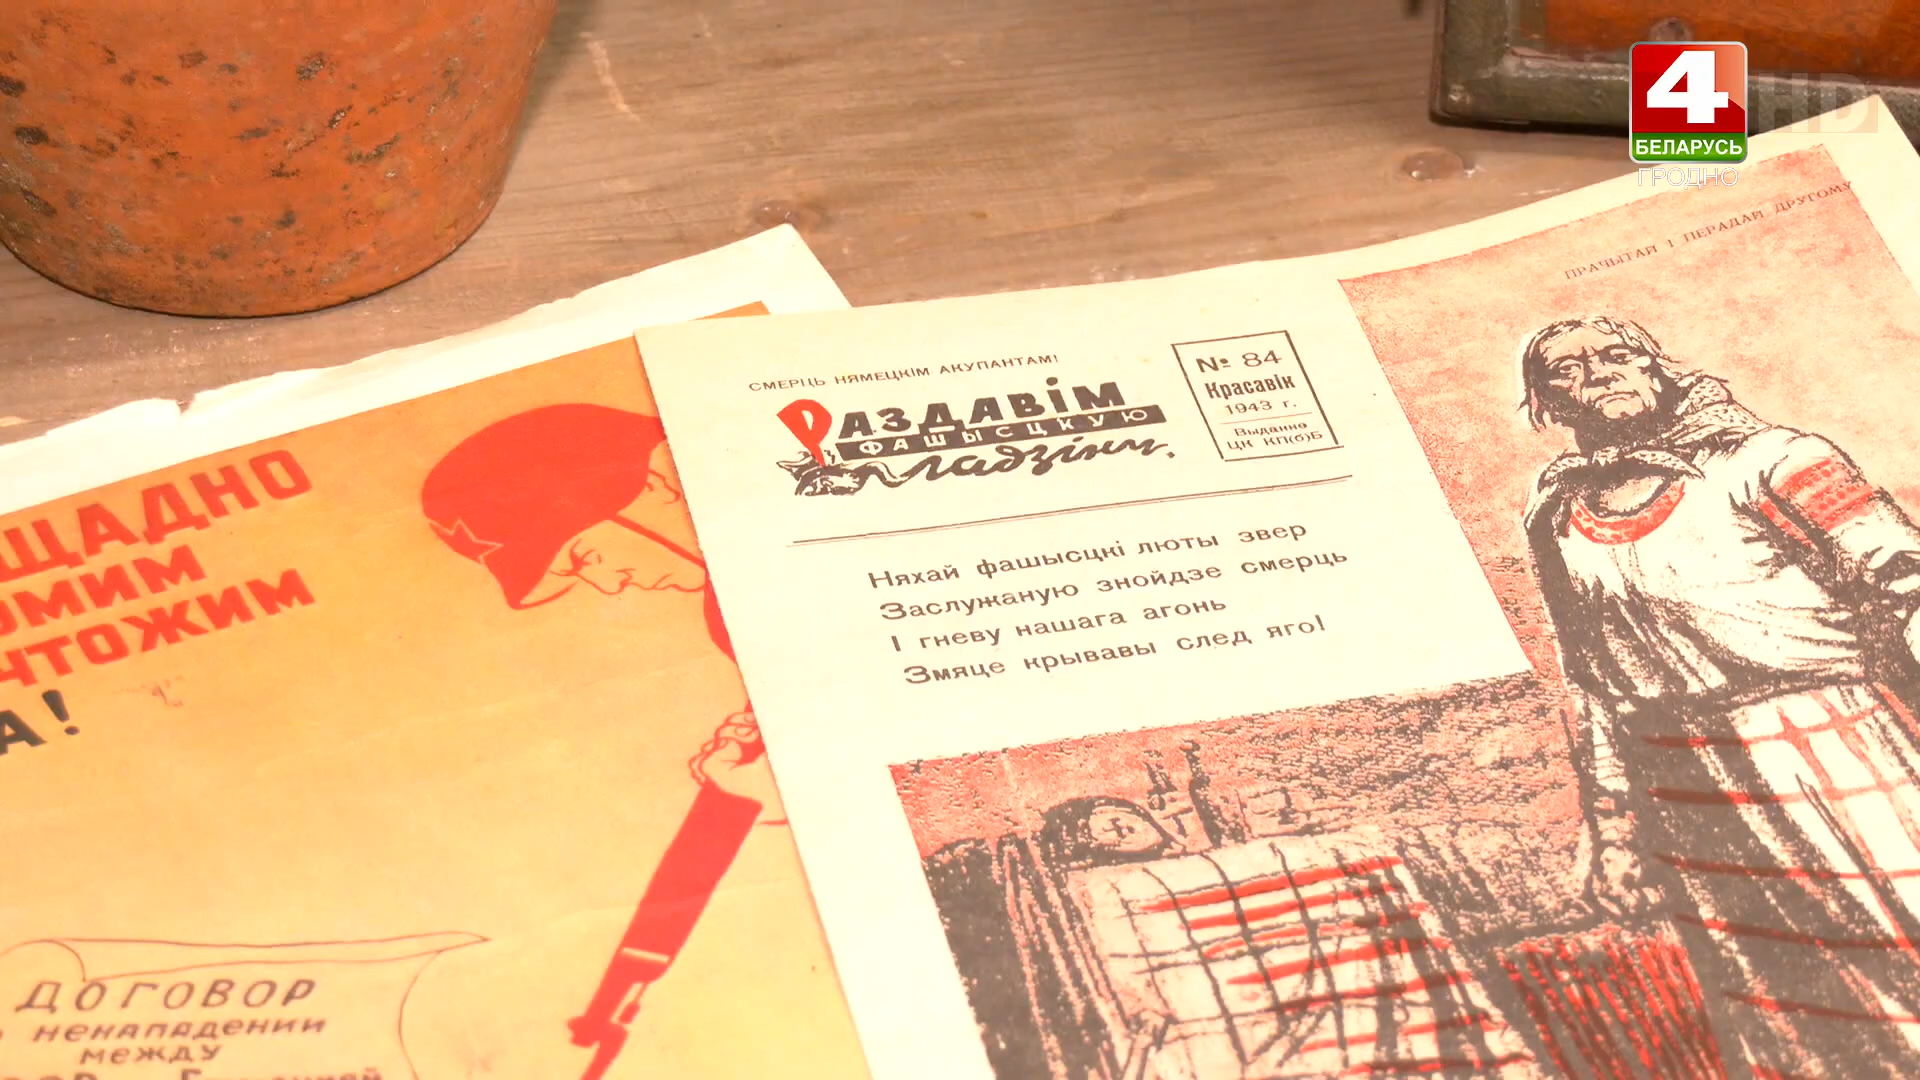 4
БЕЛАРУСЬ
ГРОДНО
HD
ПРАЧЫТАЙ І ПЕРАДАЙ ДРУГОМУ
СМЕРЦЬ НЯМЕЦКІМ АКУПАНТАМ!
РАЗДАВІМ
ФАШЫСЦКУЮ
гадзіну.
№ 84
Красавік
1943 г.
Выданне
ЦК КП(б)Б
Няхай фашысцкі люты звер
Заслужаную знойдзе смерць
І гневу нашага агонь
Змяце крывавы след яго!
ЩАДНО
ОМИМ
ЧТОЖИМ
А!
ДОГОВОР
о ненападении
между